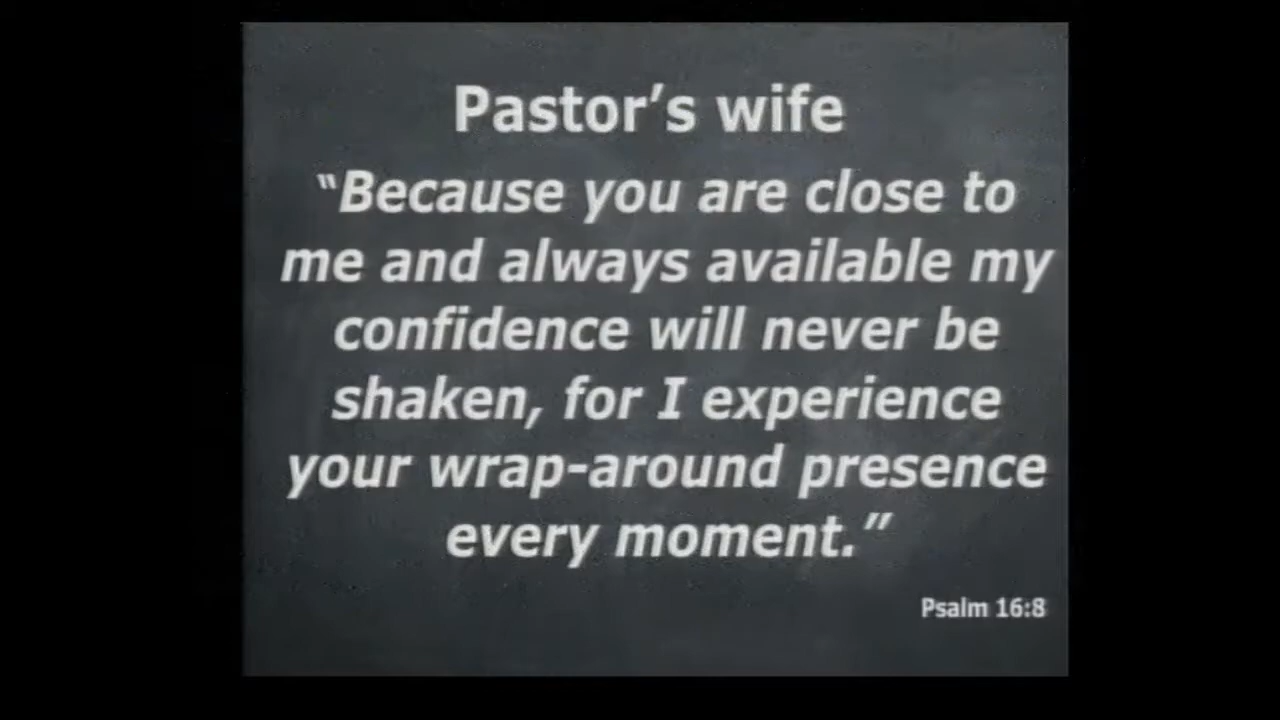 Pastor’s wife
“Because you are close to
me and always available my
confidence will never be
shaken, for I experience
your wrap-around presence
every moment.”
Psalm 16:8